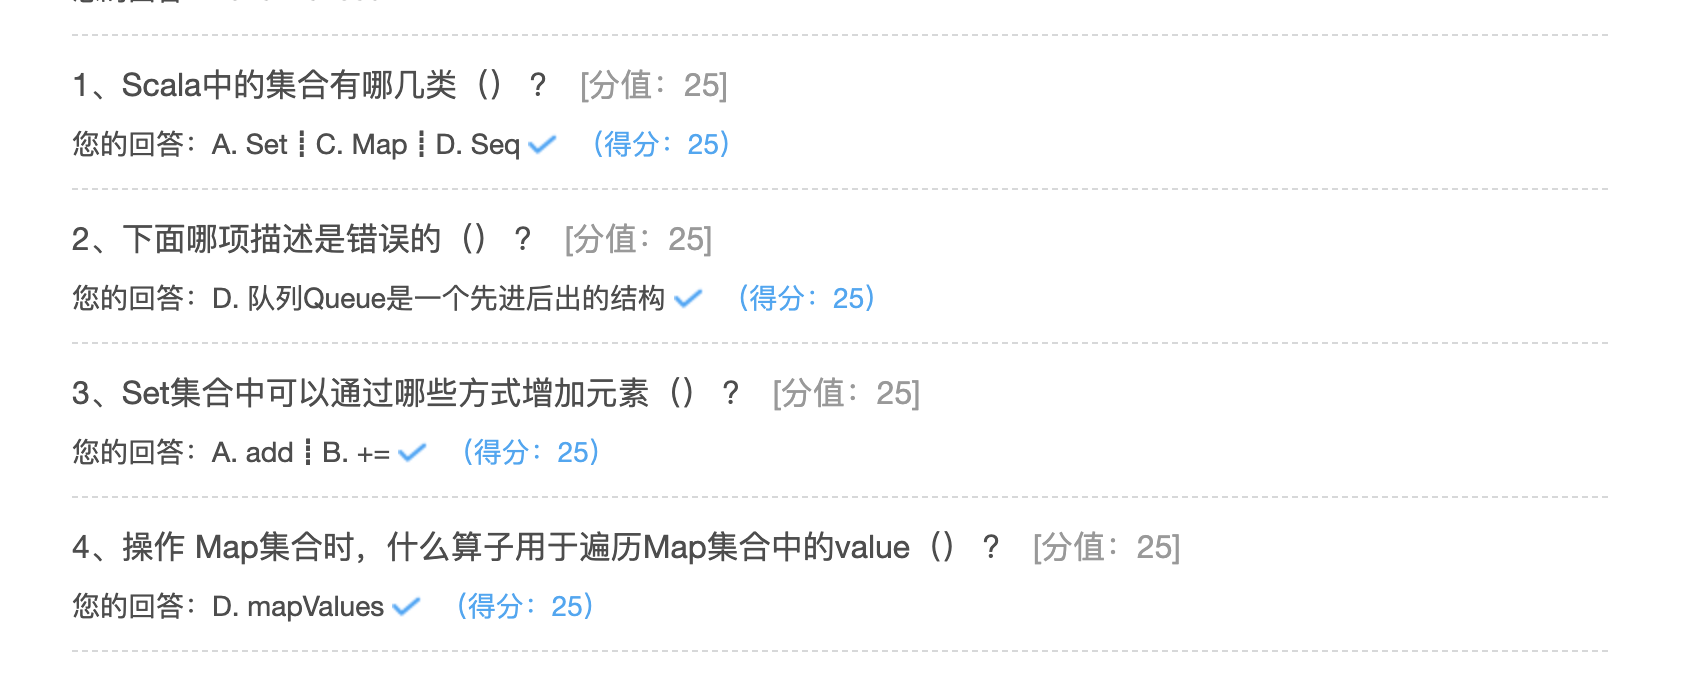 1、Scala中的集合有哪几类（） ? [分值：25]
您的回答：A. Set ┋ C. Map ┋ D. Seq （得分：25）
2、下面哪项描述是错误的（） ? [分值：25]
您的回答：D. 队列Queue是一个先进后出的结构 （得分：25）
3、Set集合中可以通过哪些方式增加元素（） ? [分值：25]
您的回答：A. add ┋ B. += （得分：25）
4、操作 Map集合时，什么算子用于遍历Map集合中的value（） ? [分值：25]
您的回答：D. mapValues （得分：25）